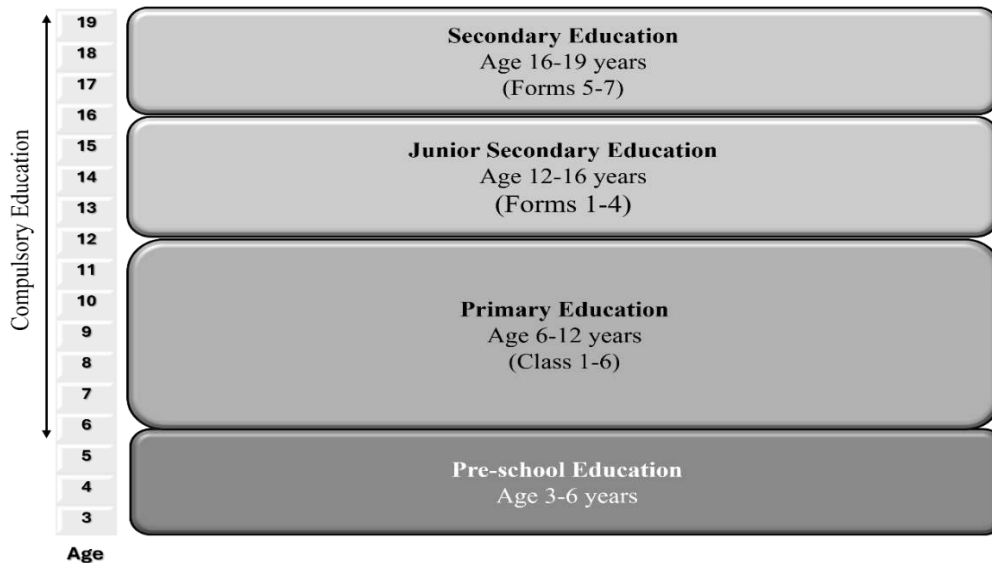 Compulsory Education
19
18
17
16
15
14
13
12
11
10
9
8
7
6
5
4
3
Age
Secondary Education
Age 16-19 years
(Forms 5-7)
Junior Secondary Education
Age 12-16 years
(Forms 1-4)
Primary Education
Age 6-12 years
(Class 1-6)
Pre-school Education
Age 3-6 years